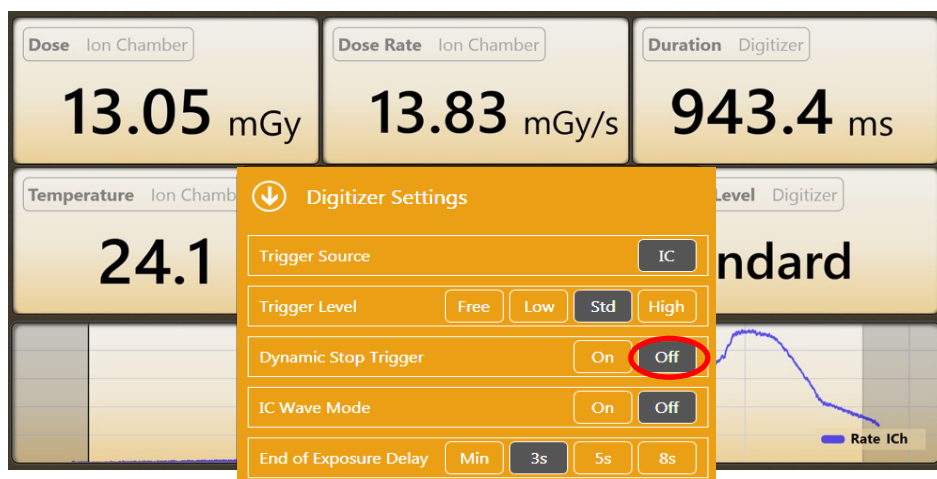 Dose Ion Chamber
Dose Rate Ion Chamber
Duration Digitizer
13.05 mGy
13.83 mGy/s
943.4 ms
Temperature Ion Chamb
Level Digitizer
24.1
ndard
Digitizer Settings
Trigger Source IC
Trigger Level Free Low Std High
Dynamic Stop Trigger On Off
IC Wave Mode On Off
End of Exposure Delay Min 3s 5s 8s
Rate ICh